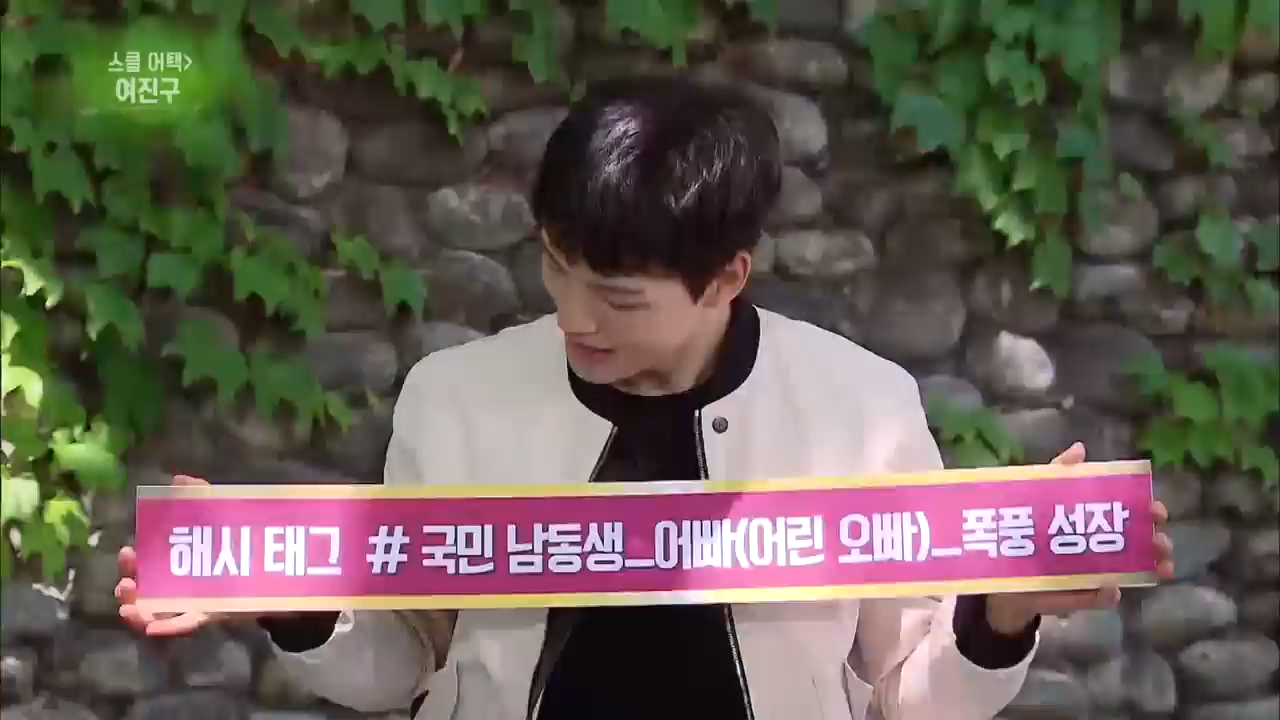 스클 어택>
여진구
해시 태그 # 국민 남동생_어빠(어린 오빠)_폭풍 성장